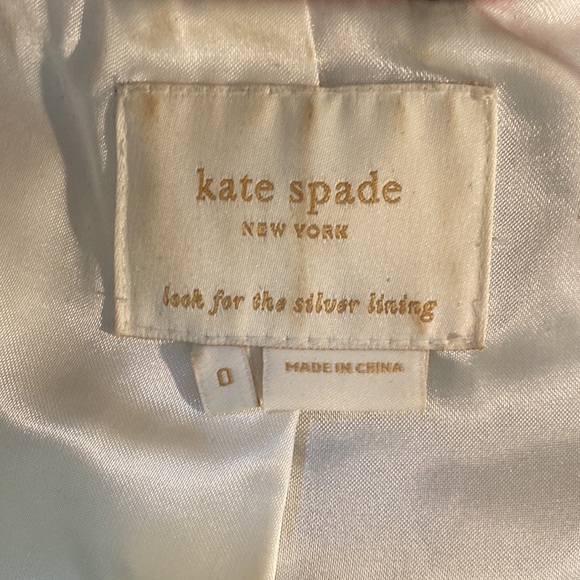 kate spade
NEW YORK
look for the silver lining
0
MADE IN CHINA